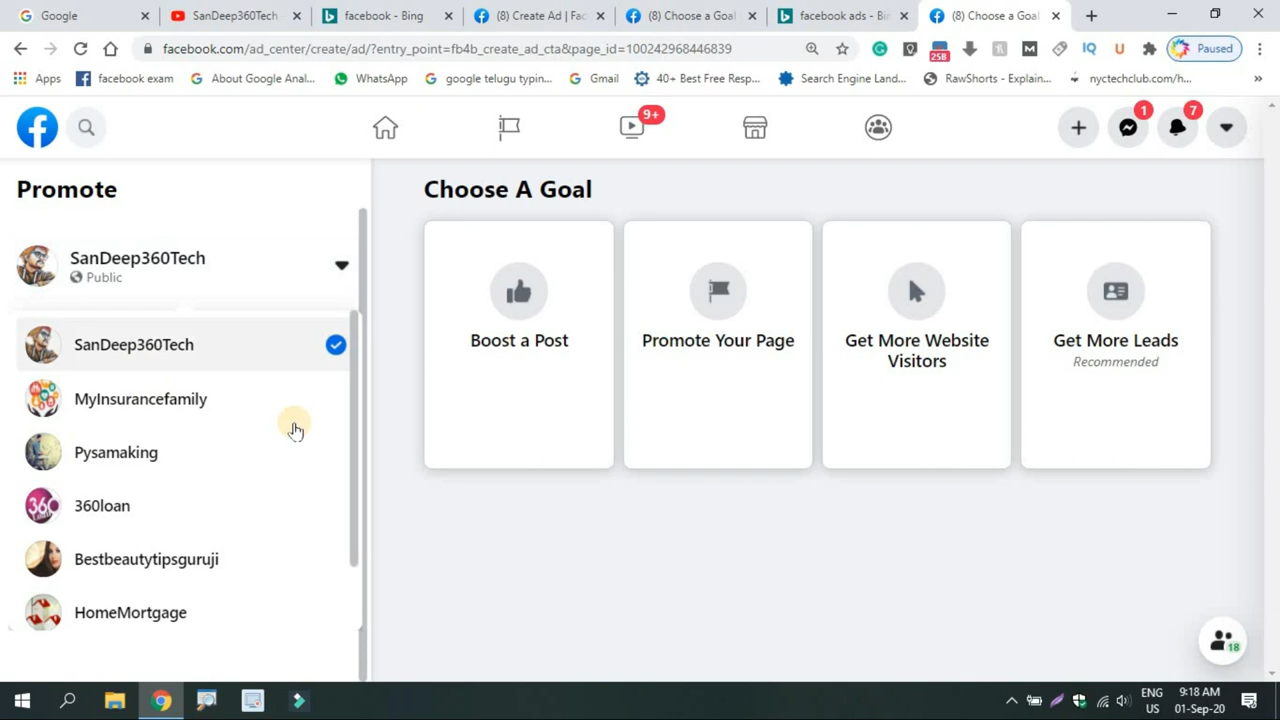 Google
SanDeep360Tech
facebook - Bing
(8) Create Ad | Fac
(8) Choose a Goal
facebook ads - Bin
(8) Choose a Goal
facebook.com/ad_center/create/ad/?entry_point=fb4b_create_ad_cta&page_id=100242968446839
258
M
IQ
U
Paused
Apps
facebook exam
About Google Anal...
WhatsApp
google telugu typin...
Gmail
40+ Best Free Resp...
Search Engine Land...
RawShorts - Explain...
nyctechclub.com/h...
9+
1
7
Promote
Choose A Goal
SanDeep360Tech
Public
SanDeep360Tech
MyInsurancefamily
Pysamaking
360loan
Bestbeautytipsguruji
HomeMortgage
Boost a Post
Promote Your Page
Get More Website
Visitors
Get More Leads
Recommended
18
ENG
US
9:18 AM
01-Sep-20